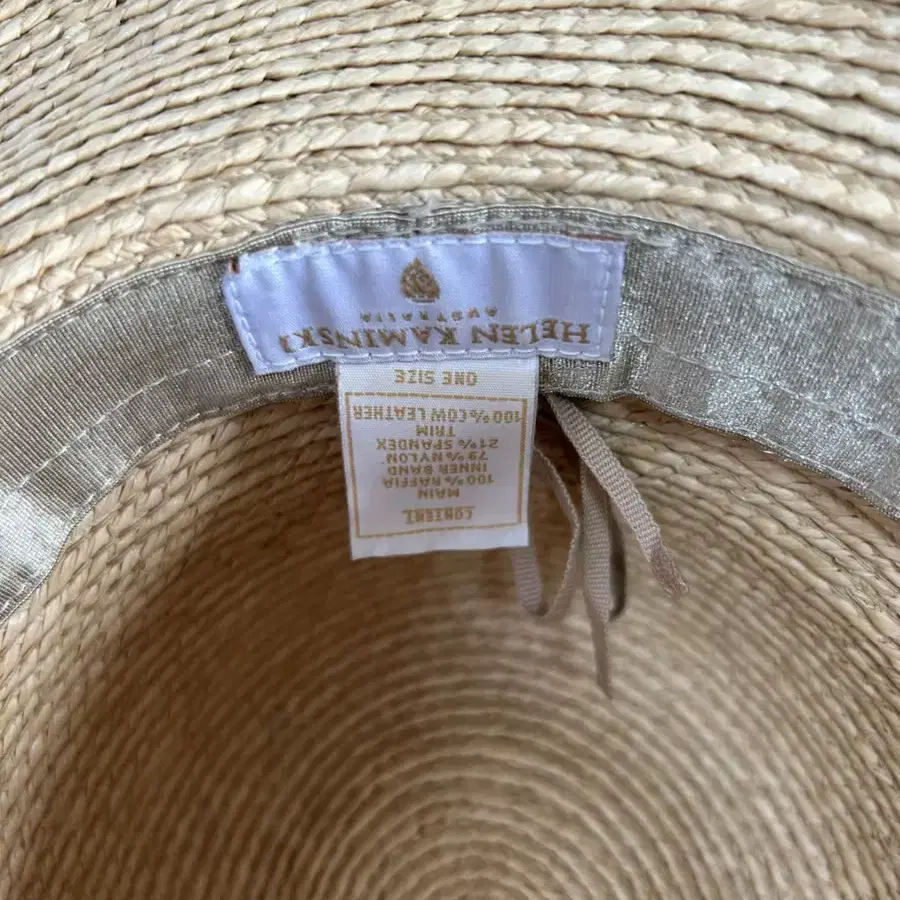 HELEN KAMINSKI
AUSTRALIA
ONE SIZE
CONTENT
MAIN
100% RAFFIA
INNER BAND
79% NYLON
21% SPANDEX
TRIM
100% COW LEATHER